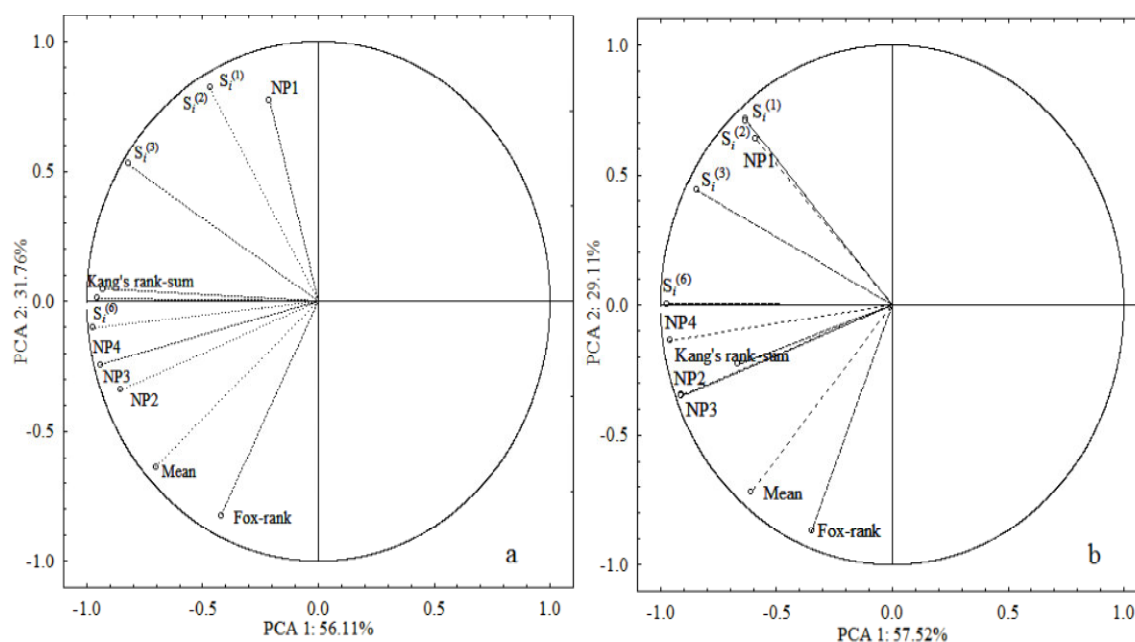 1.0
0.5
0.0
-0.5
-1.0
PCA 2: 31.76%
S_i^(1)
S_i^(2)
NP1
S_i^(3)
Kang's rank-sum
S_i^(6)
NP4
NP3
NP2
Mean
Fox-rank
a
-1.0 -0.5 0.0 0.5 1.0
PCA 1: 56.11%
1.0
0.5
0.0
-0.5
-1.0
PCA 2: 29.11%
S_i^(1)
S_i^(2)
NP1
S_i^(3)
S_i^(6)
NP4
Kang's rank-sum
NP2
NP3
Mean
Fox-rank
b
-1.0 -0.5 0.0 0.5 1.0
PCA 1: 57.52%